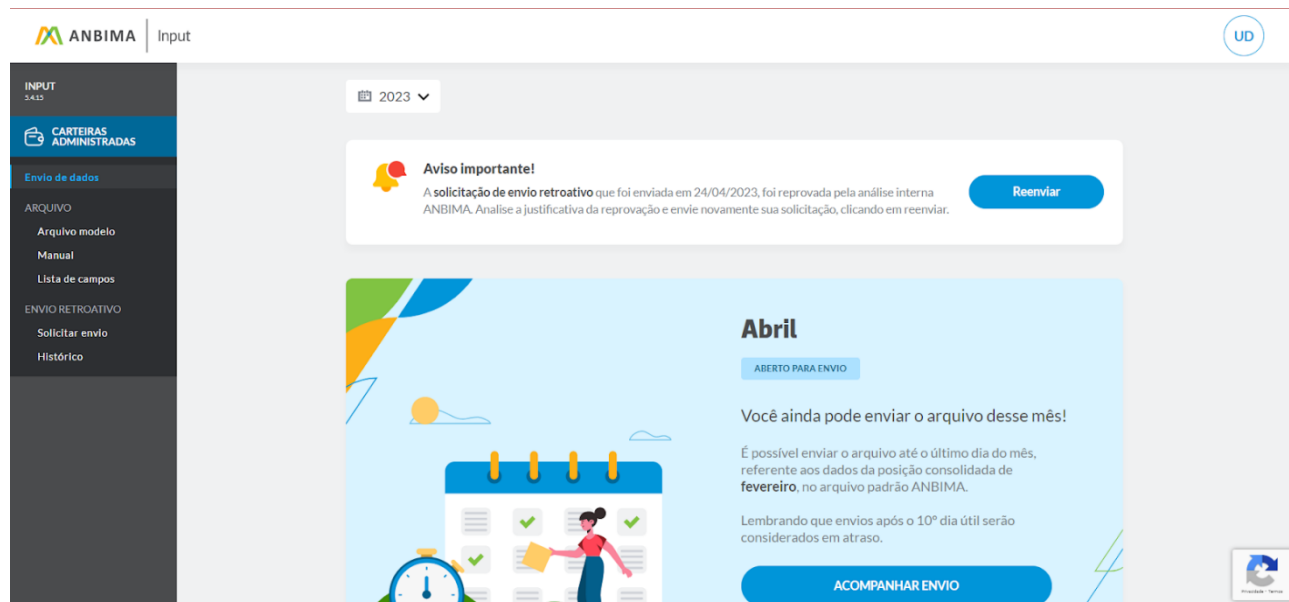 ANBIMA Input
UD
INPUT
5.4.15
CARTEIRAS
ADMINISTRADAS
Envio de dados
ARQUIVO
Arquivo modelo
Manual
Lista de campos
ENVIO RETROATIVO
Solicitar envio
Histórico
2023
Aviso importante!
A solicitação de envio retroativo que foi enviada em 24/04/2023, foi reprovada pela análise interna
ANBIMA. Analise a justificativa da reprovação e envie novamente sua solicitação, clicando em reenviar.
Reenviar
Abril
ABERTO PARA ENVIO
Você ainda pode enviar o arquivo desse mês!
É possível enviar o arquivo até o último dia do mês,
referente aos dados da posição consolidada de
fevereiro, no arquivo padrão ANBIMA.
Lembrando que envios após o 10º dia útil serão
considerados em atraso.
ACOMPANHAR ENVIO
Privacidade - Termos